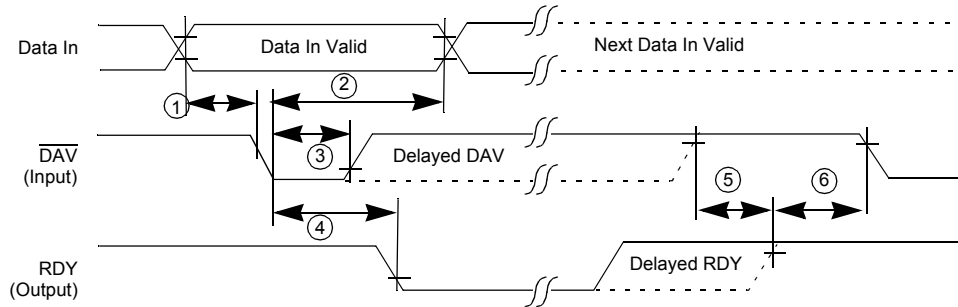 Data In
Data In Valid
Next Data In Valid
1
2
3
DAV
(Input)
Delayed DAV
4
5
6
RDY
(Output)
Delayed RDY